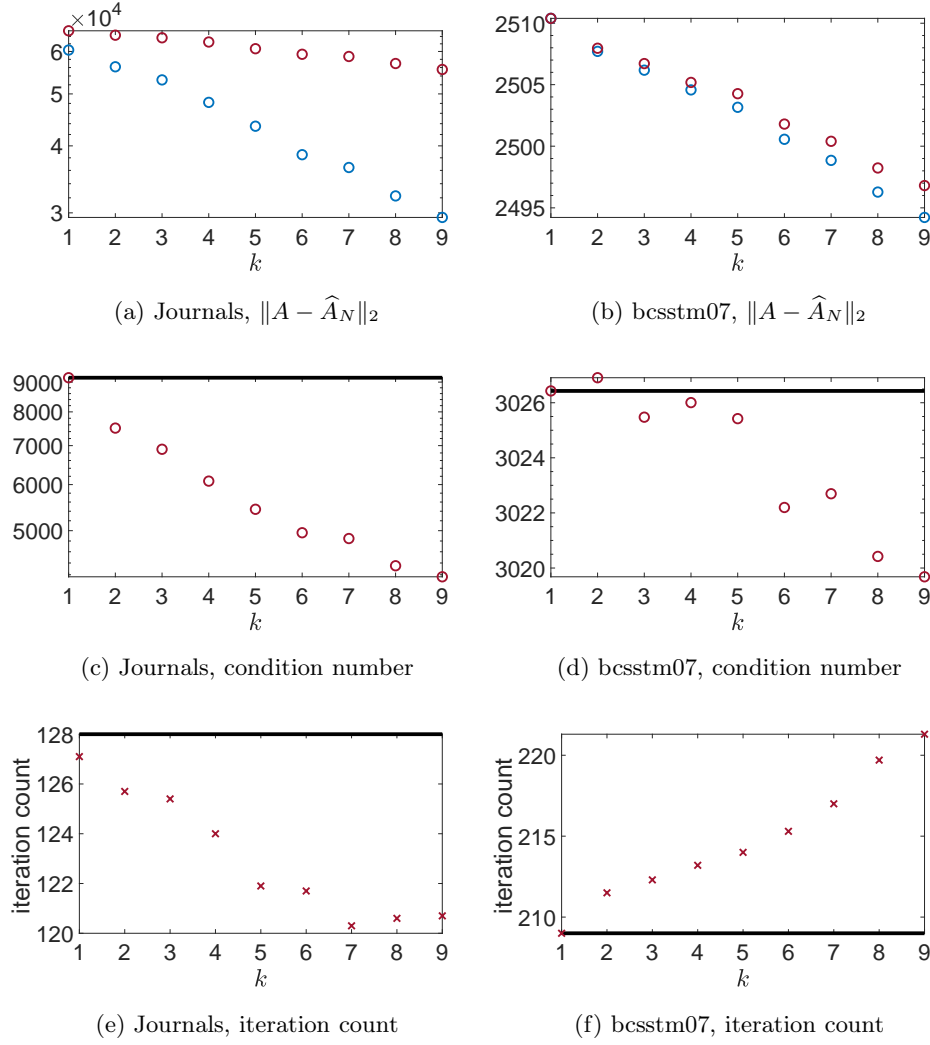 ×10⁴
6
5
4
3
1 2 3 4 5 6 7 8 9
k
(a) Journals, ‖A − Â_N‖₂
2510
2505
2500
2495
1 2 3 4 5 6 7 8 9
k
(b) bcsstm07, ‖A − Â_N‖₂
9000
8000
7000
6000
5000
1 2 3 4 5 6 7 8 9
k
(c) Journals, condition number
3026
3024
3022
3020
1 2 3 4 5 6 7 8 9
k
(d) bcsstm07, condition number
iteration count
128
126
124
122
120
1 2 3 4 5 6 7 8 9
k
(e) Journals, iteration count
iteration count
220
215
210
1 2 3 4 5 6 7 8 9
k
(f) bcsstm07, iteration count